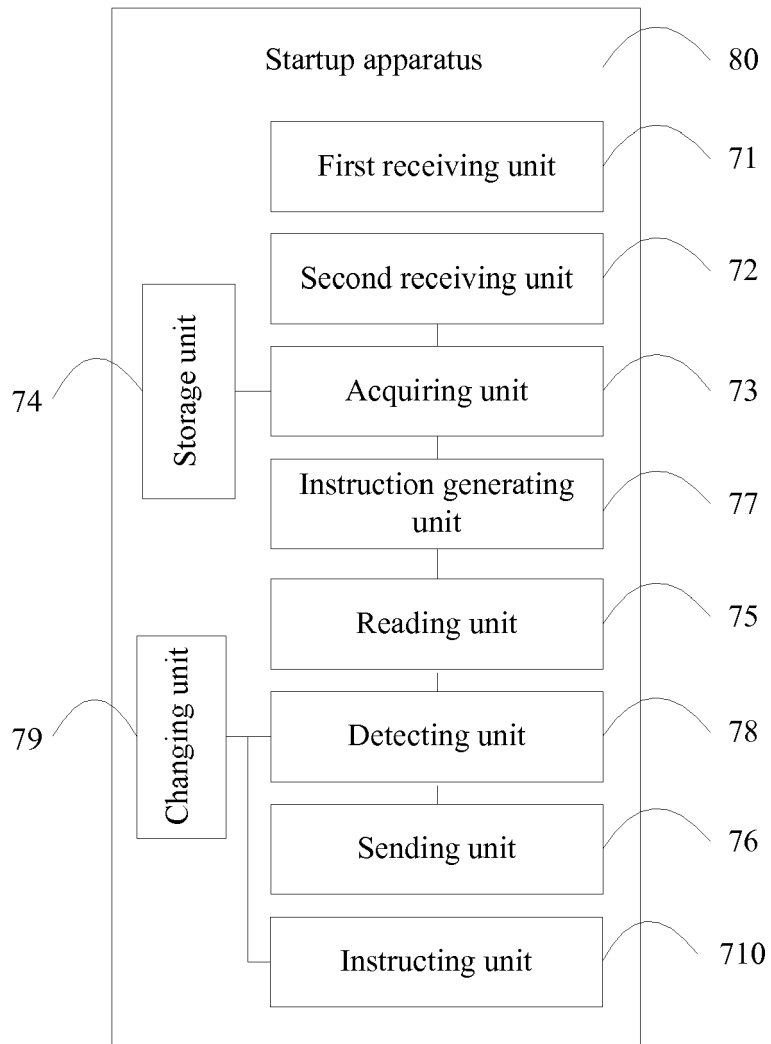 Startup apparatus
80
First receiving unit
71
Second receiving unit
72
Storage unit
74
Acquiring unit
73
Instruction generating
unit
77
Reading unit
75
Changing unit
79
Detecting unit
78
Sending unit
76
Instructing unit
710